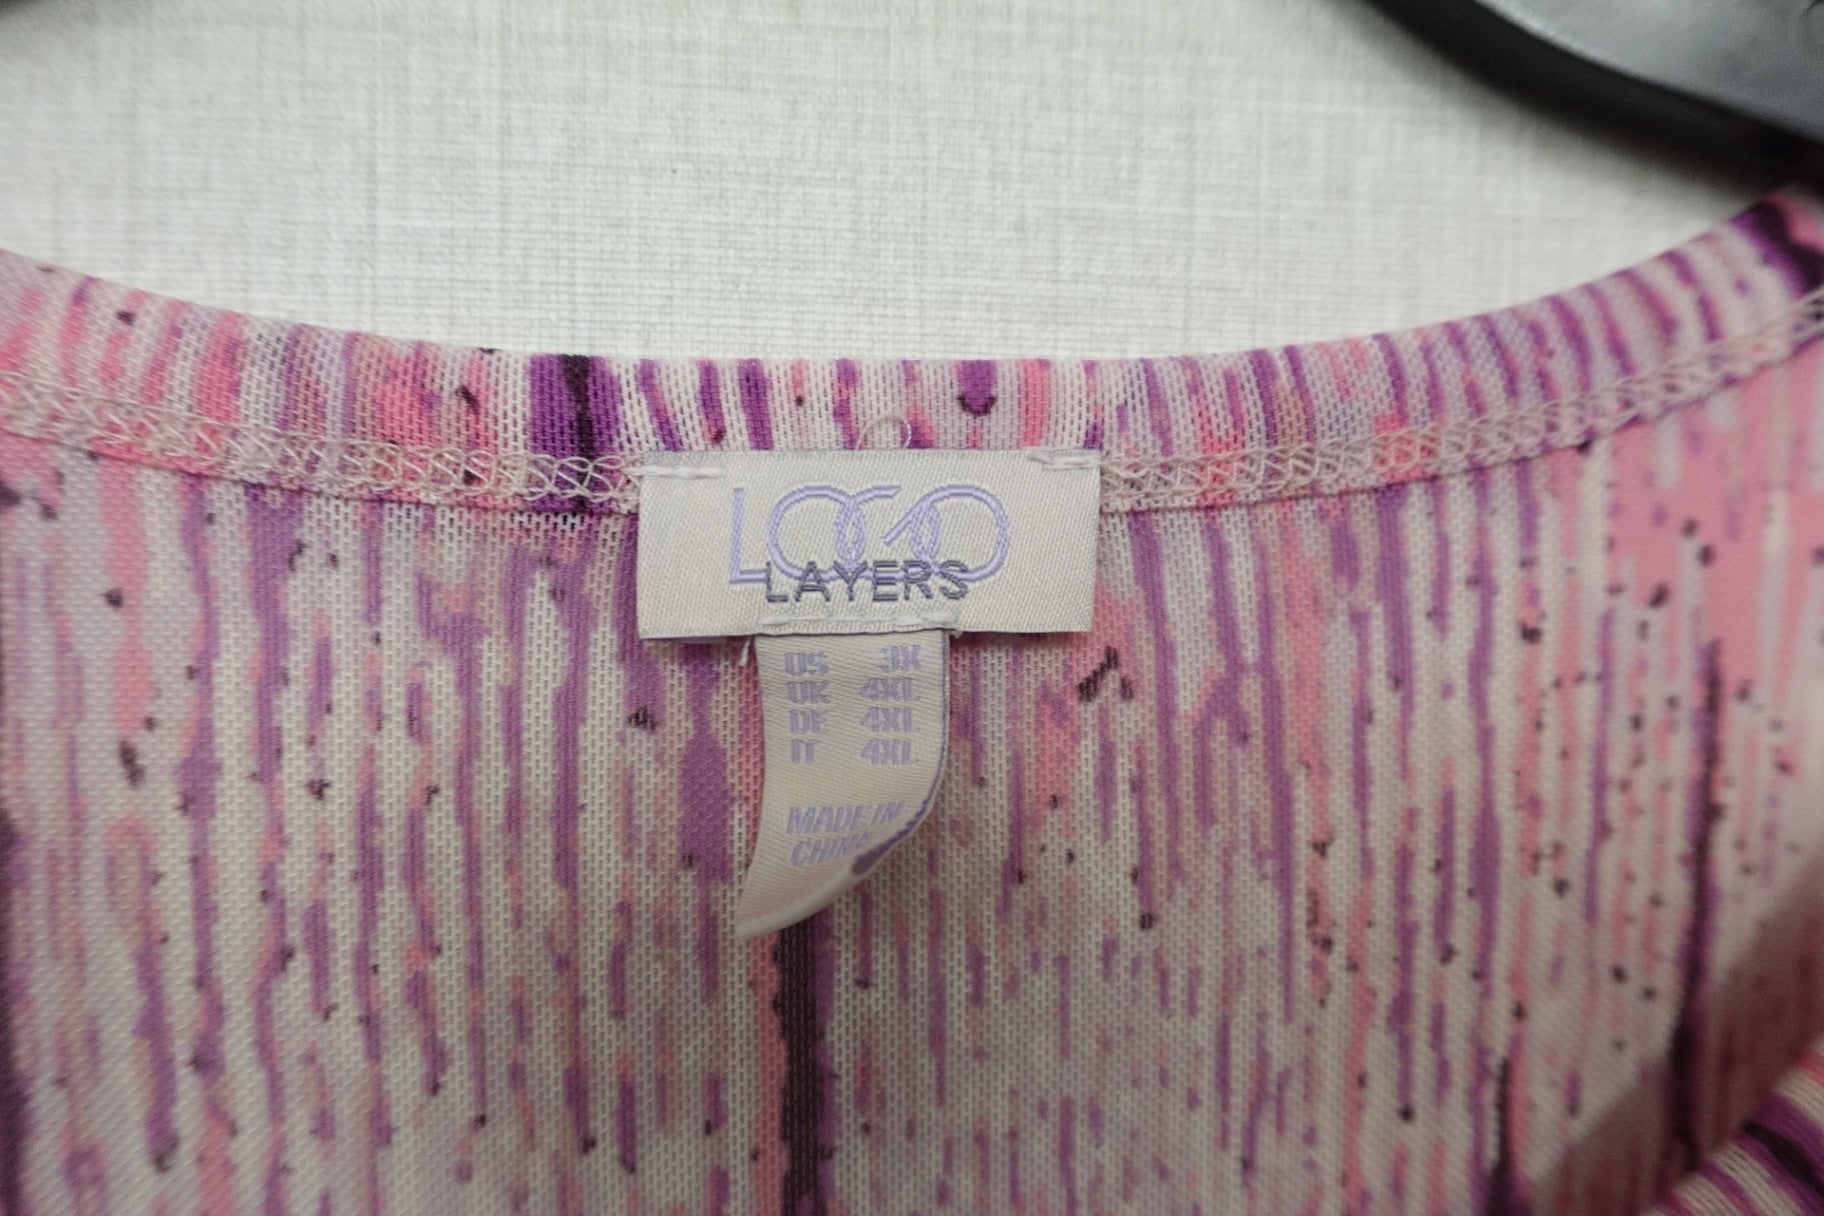 LOGO
LAYERS
US 3X
UK 4XL
DE 4XL
IT 4XL
MADE IN
CHINA